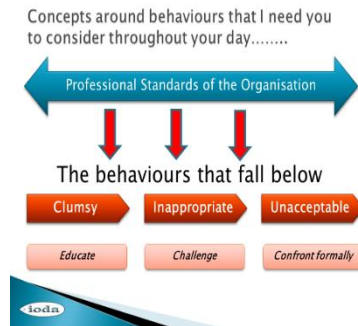 Concepts around behaviours that I need you
to consider throughout your day........
Professional Standards of the Organisation
The behaviours that fall below
Clumsy
Inappropriate
Unacceptable
Educate
Challenge
Confront formally
ioda